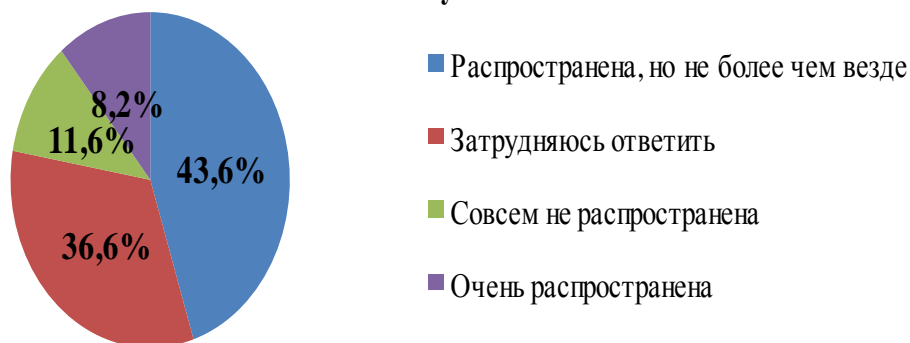 Распространена, но не более чем везде
8,2%
11,6%
Затрудняюсь ответить
43,6%
Совсем не распространена
36,6%
Очень распространена